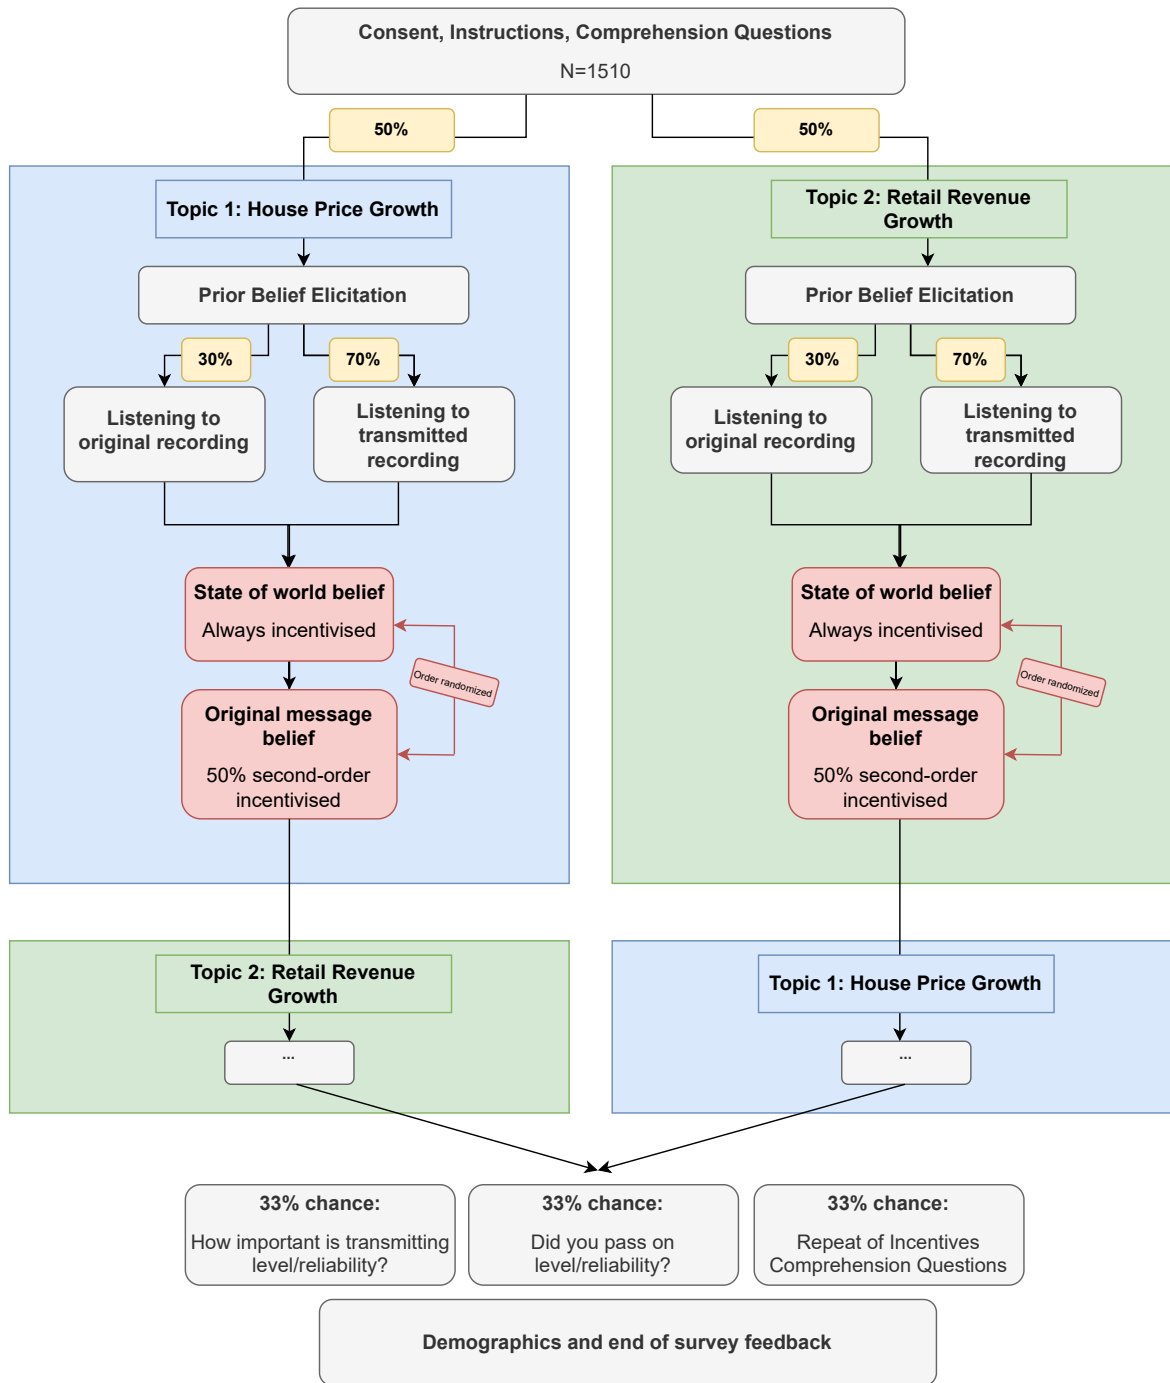 Consent, Instructions, Comprehension Questions
N=1510
50%
50%
Topic 1: House Price Growth
Prior Belief Elicitation
30%
70%
Listening to
original recording
Listening to
transmitted
recording
State of world belief
Always incentivised
Order randomized
Original message
belief
50% second-order
incentivised
Topic 2: Retail Revenue
Growth
Prior Belief Elicitation
30%
70%
Listening to
original recording
Listening to
transmitted
recording
State of world belief
Always incentivised
Order randomized
Original message
belief
50% second-order
incentivised
Topic 2: Retail Revenue
Growth
...
Topic 1: House Price Growth
...
33% chance:
How important is transmitting
level/reliability?
33% chance:
Did you pass on
level/reliability?
33% chance:
Repeat of Incentives
Comprehension Questions
Demographics and end of survey feedback